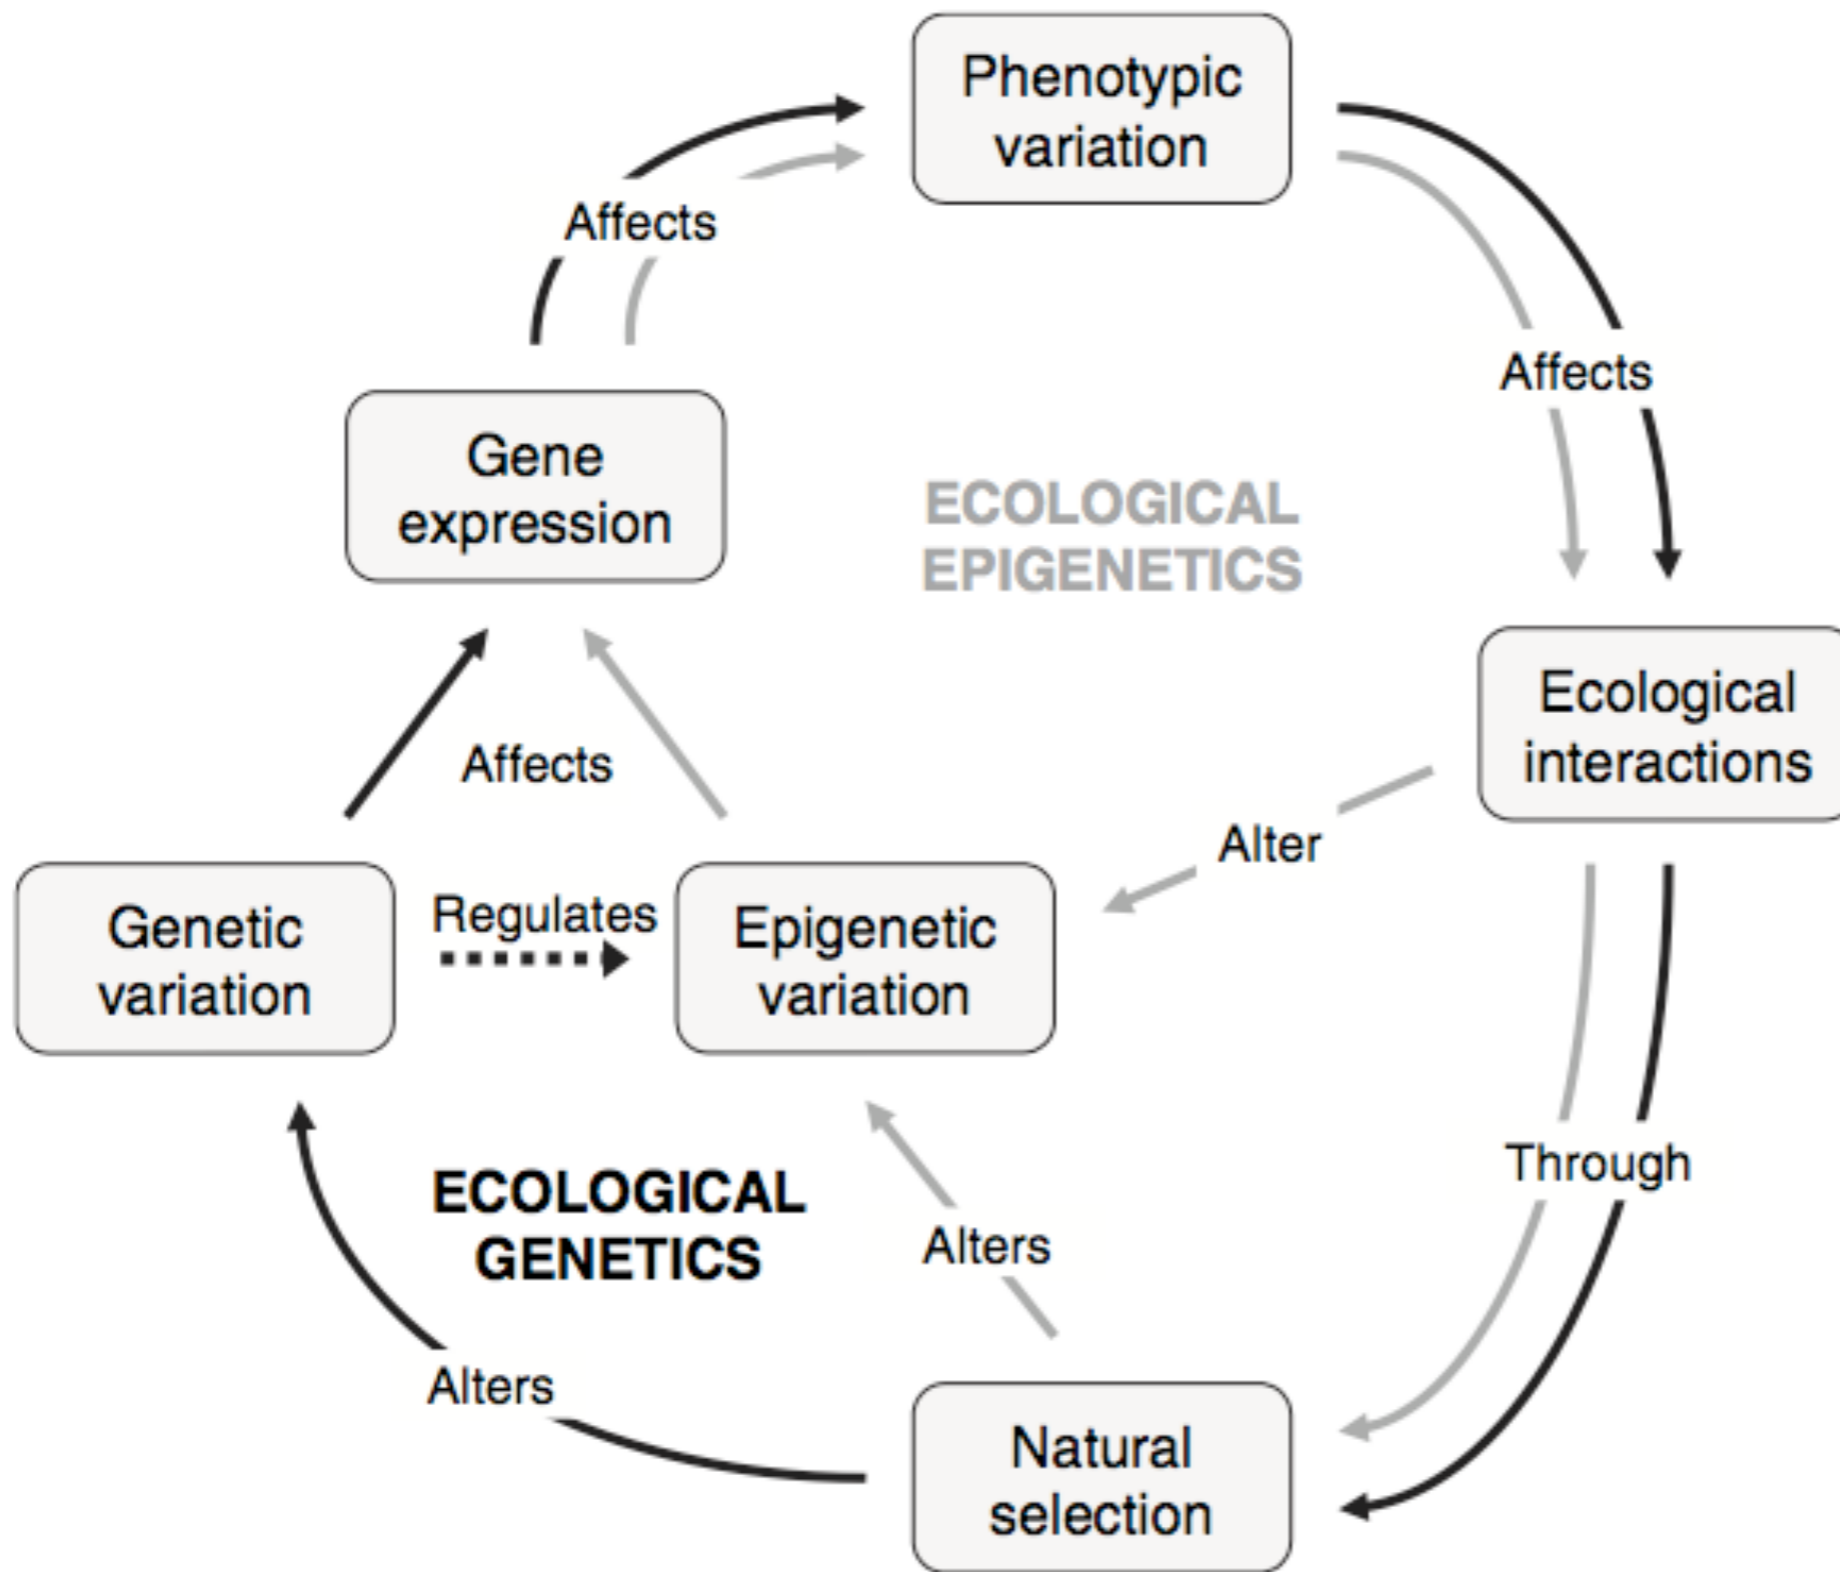 Phenotypic
variation
Affects
Affects
Gene
expression
ECOLOGICAL
EPIGENETICS
Ecological
interactions
Affects
Alter
Genetic
variation
Regulates
Epigenetic
variation
Through
ECOLOGICAL
GENETICS
Alters
Alters
Natural
selection